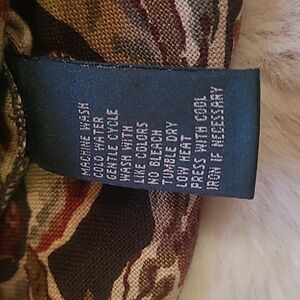 MACHINE WASH
COLD WATER
GENTLE CYCLE
WASH WITH
LIKE COLORS
NO BLEACH
TUMBLE DRY
LOW HEAT
PRESS WITH COOL
IRON IF NECESSARY